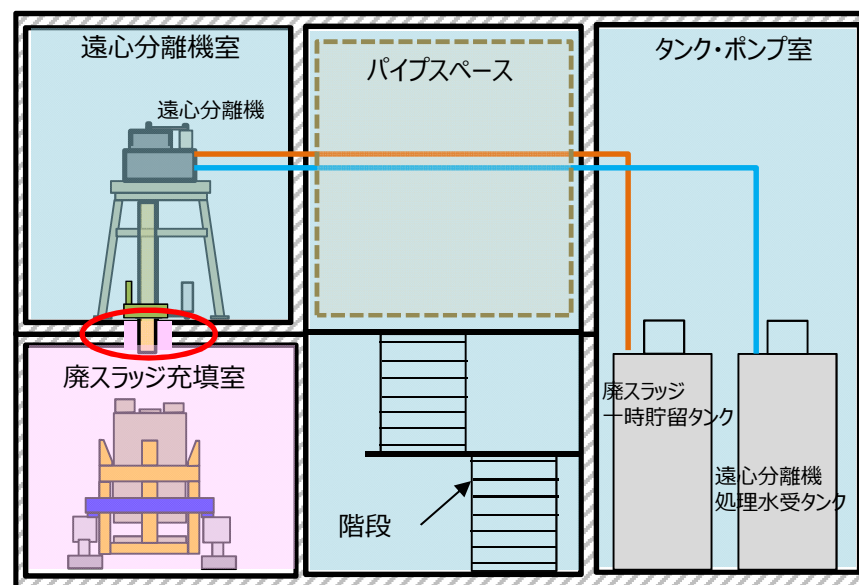 遠心分離機室
パイプスペース
タンク・ポンプ室
遠心分離機
廃スラッジ充填室
廃スラッジ
一時貯留タンク
遠心分離機
処理水受タンク
階段